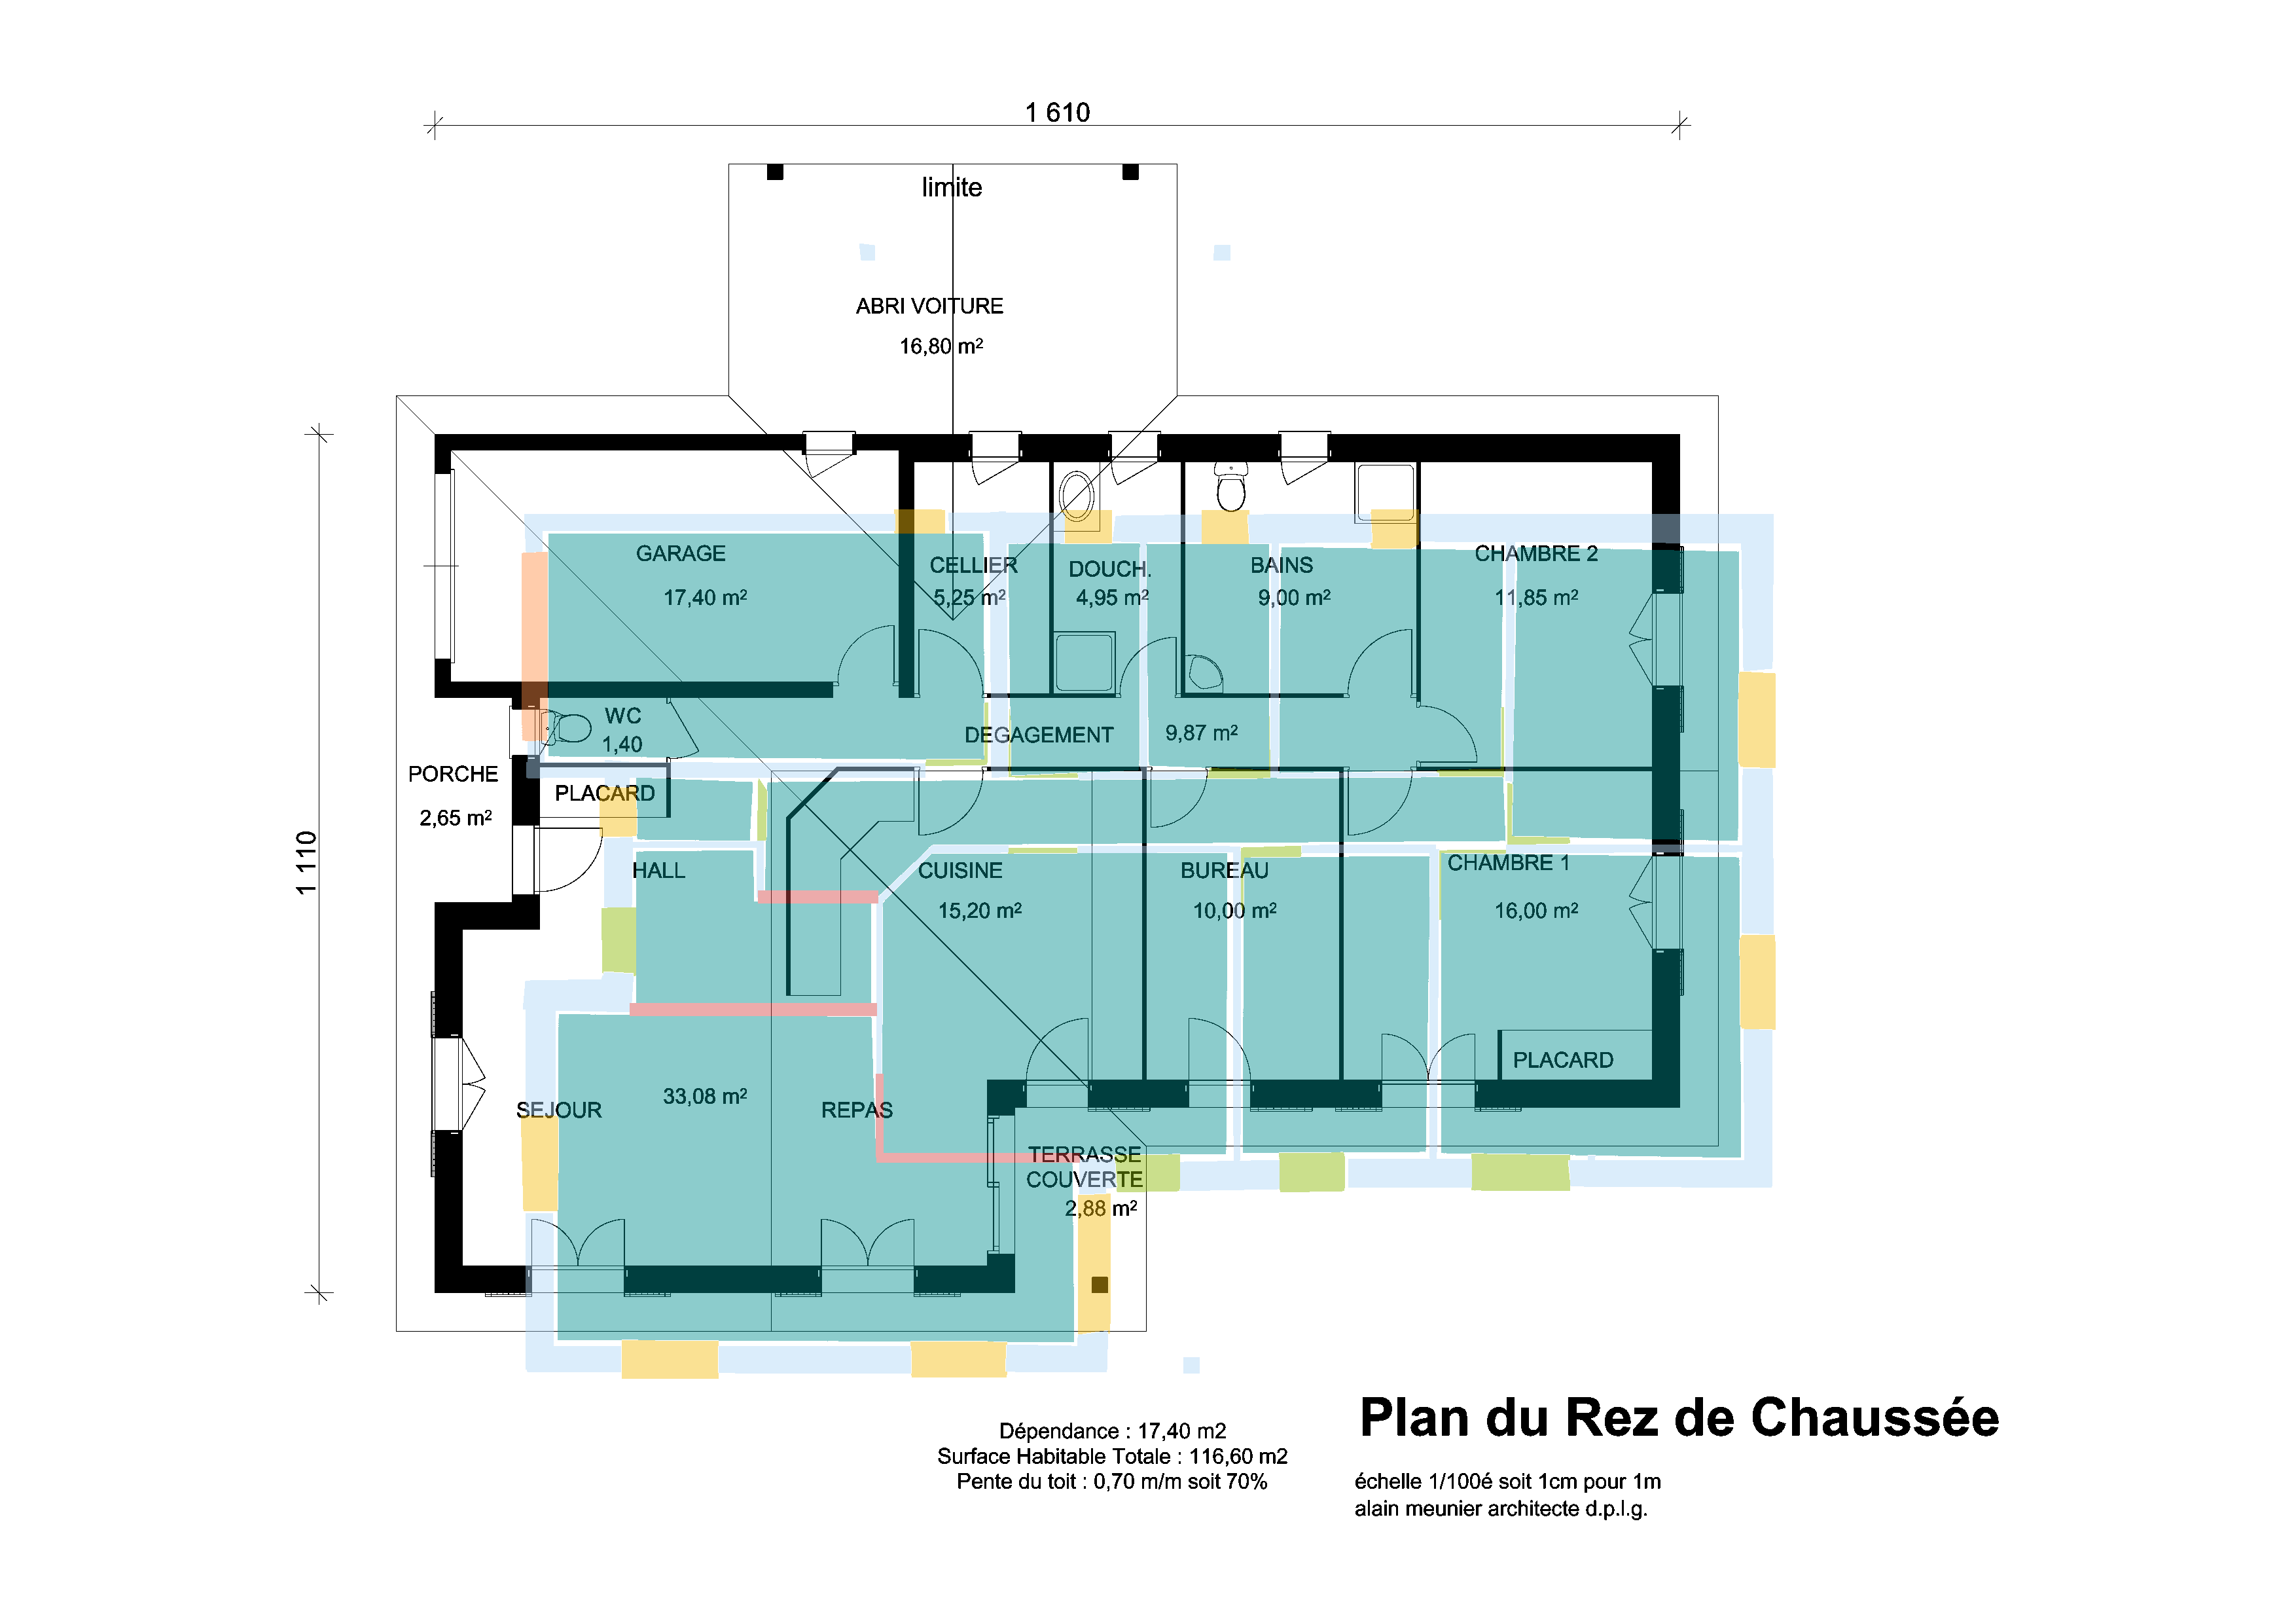 1 610
limite
ABRI VOITURE
16,80 m²
GARAGE
17,40 m²
CELLIER
5,25 m²
DOUCH.
4,95 m²
BAINS
9,00 m²
CHAMBRE 2
11,85 m²
WC
1,40
DEGAGEMENT 9,87 m²
PORCHE
2,65 m²
PLACARD
1 110
HALL
CUISINE
15,20 m²
BUREAU
10,00 m²
CHAMBRE 1
16,00 m²
PLACARD
33,08 m²
SEJOUR
REPAS
TERRASSE
COUVERTE
2,88 m²
Plan du Rez de Chaussée
Dépendance : 17,40 m2
Surface Habitable Totale : 116,60 m2
Pente du toit : 0,70 m/m soit 70%
échelle 1/100é soit 1cm pour 1m
alain meunier architecte d.p.l.g.